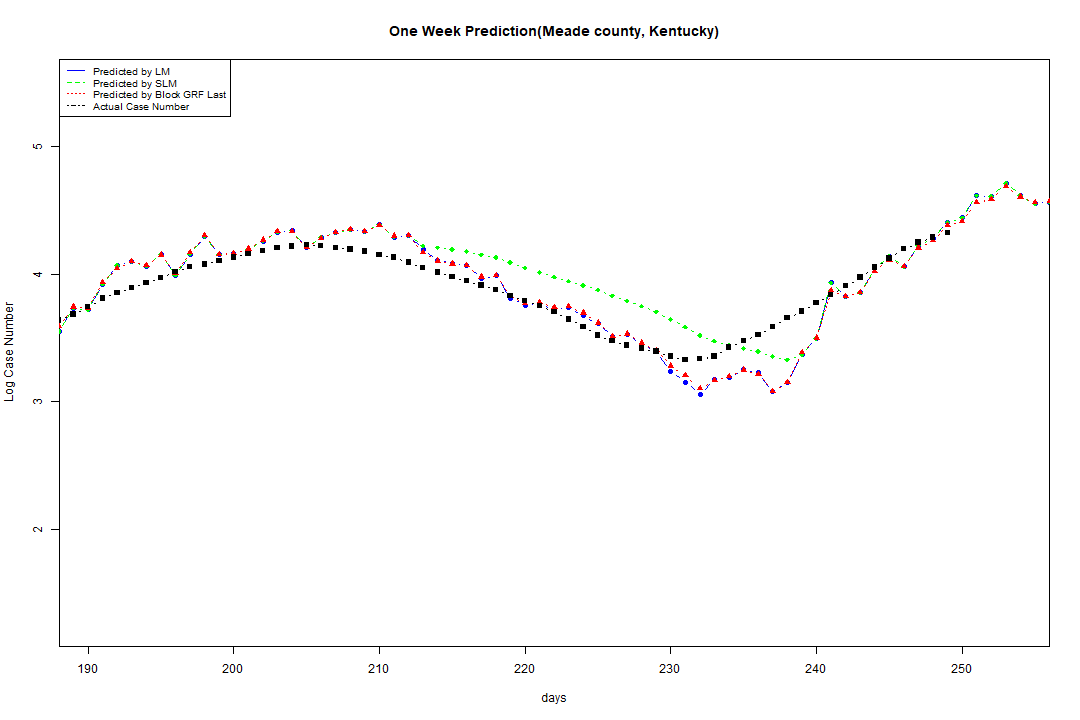 One Week Prediction(Meade county, Kentucky)
Predicted by LM
Predicted by SLM
Predicted by Block GRF Last
Actual Case Number
5
4
3
2
Log Case Number
190 200 210 220 230 240 250
days